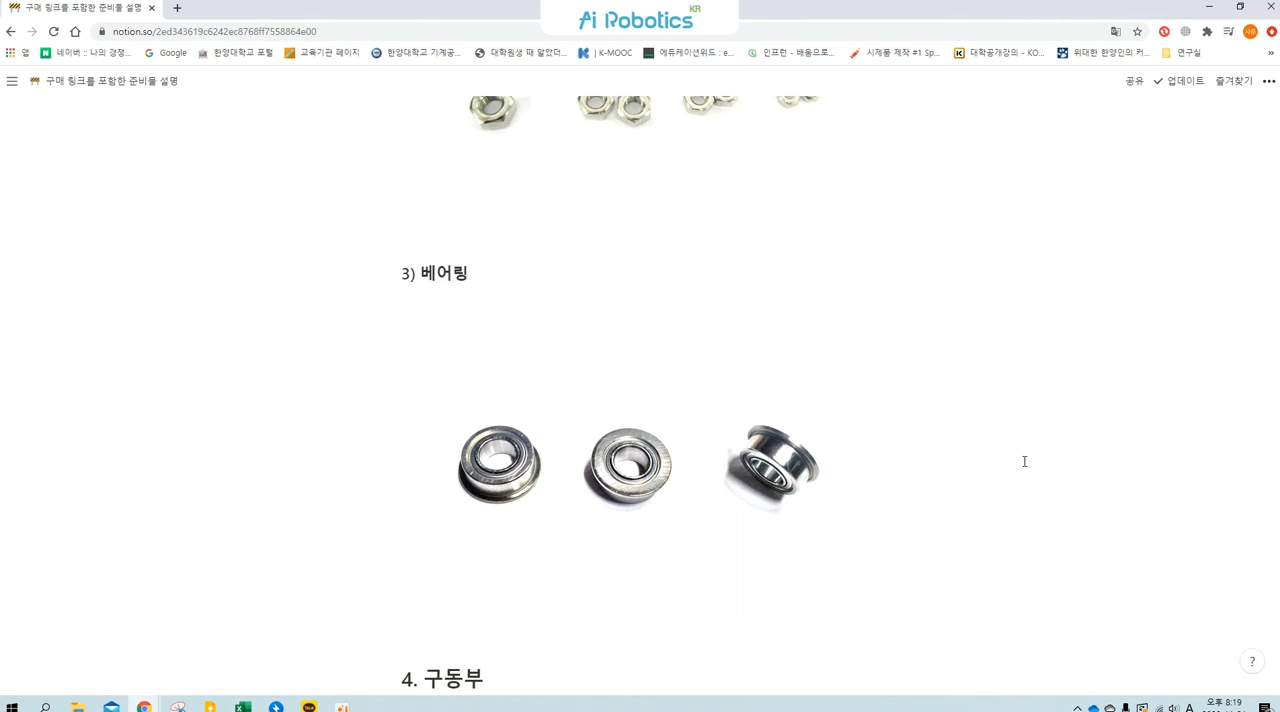 구매 링크를 포함한 준비물 설명
Ai Robotics KR
notion.so/2ed343619c6242ec8768ff7558864e00
앱
네이버 :: 나의 경쟁...
Google
한양대학교 포털
교육기관 페이지
한양대학교 기계공...
대학원생 때 알았더...
| K-MOOC
에듀케이션위드 : e...
인프런 - 배움으로...
시제품 제작 #1 Sp...
대학공개강의 - KO...
위대한 한양인의 커...
연구실
»
구매 링크를 포함한 준비물 설명
공유
업데이트
즐겨찾기
3) 베어링
4. 구동부
?
TALK
A
오후 8:19